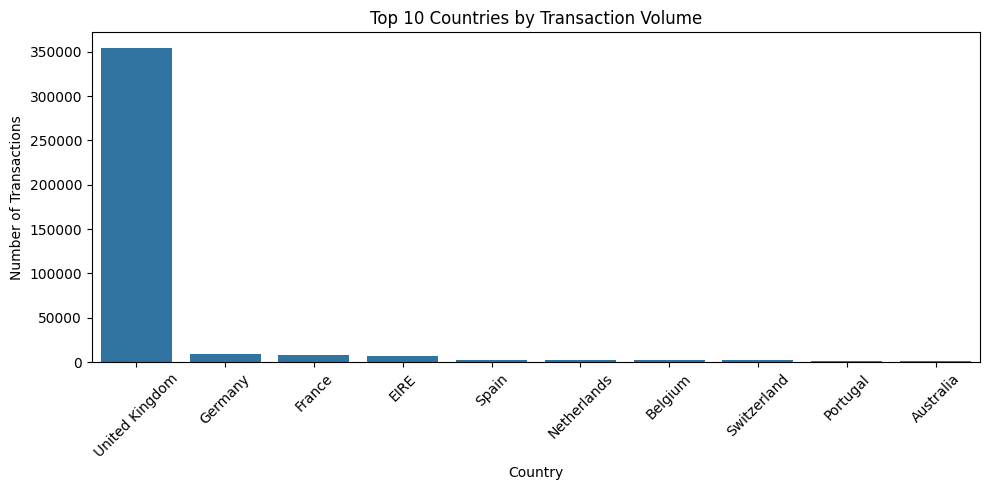 Top 10 Countries by Transaction Volume
Number of Transactions
350000
300000
250000
200000
150000
100000
50000
0
United Kingdom
Germany
France
EIRE
Spain
Netherlands
Belgium
Switzerland
Portugal
Australia
Country